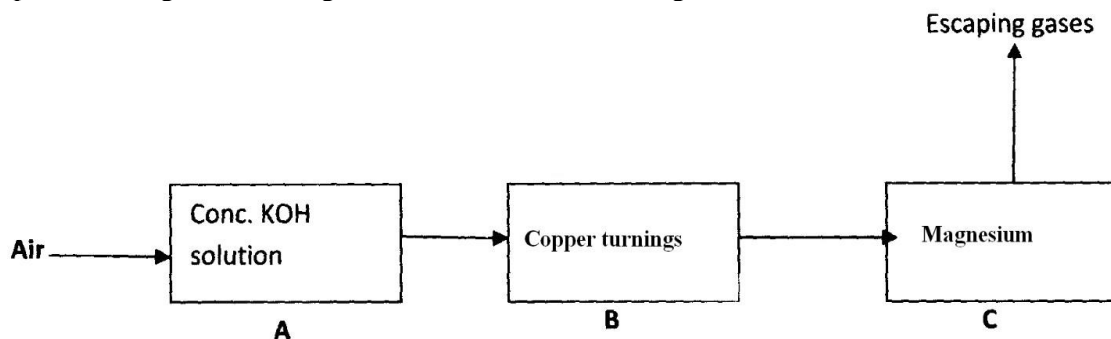 Escaping gases
Conc. KOH
solution
Air
Copper turnings
Magnesium
A
B
C